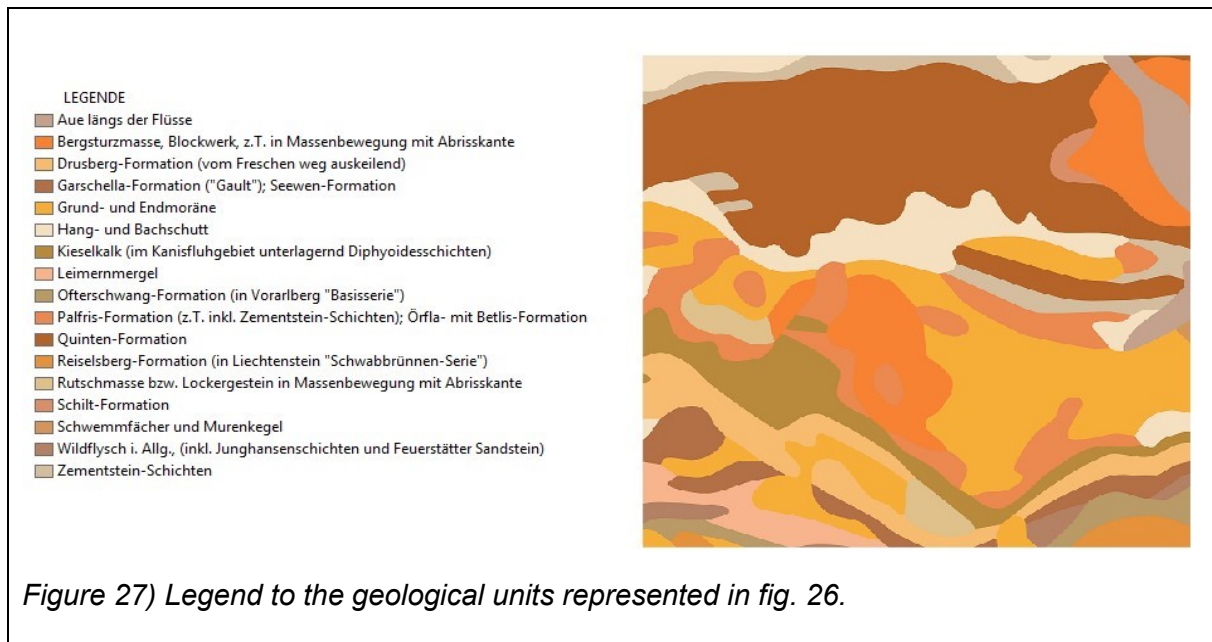 LEGENDE
Aue längs der Flüsse
Bergsturzmasse, Blockwerk, z.T. in Massenbewegung mit Abrisskante
Drusberg-Formation (vom Freschen weg auskeilend)
Garschella-Formation ("Gault"); Seewen-Formation
Grund- und Endmoräne
Hang- und Bachschutt
Kieselkalk (im Kanisfluhgebiet unterlagernd Diphyoidesschichten)
Leimernmergel
Ofterschwang-Formation (in Vorarlberg "Basisserie")
Palfris-Formation (z.T. inkl. Zementstein-Schichten); Örfla- mit Betlis-Formation
Quinten-Formation
Reiselsberg-Formation (in Liechtenstein "Schwabbrünnen-Serie")
Rutschmasse bzw. Lockergestein in Massenbewegung mit Abrisskante
Schilt-Formation
Schwemmfächer und Murenkegel
Wildflysch i. Allg., (inkl. Junghansenschichten und Feuerstätter Sandstein)
Zementstein-Schichten
Figure 27) Legend to the geological units represented in fig. 26.